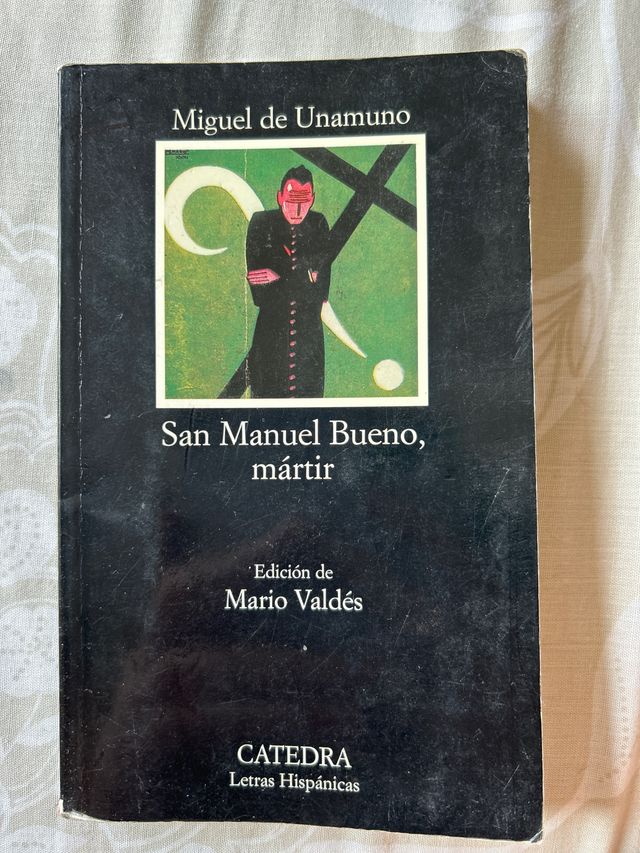 Miguel de Unamuno
San Manuel Bueno,
mártir
Edición de
Mario Valdés
CATEDRA
Letras Hispánicas